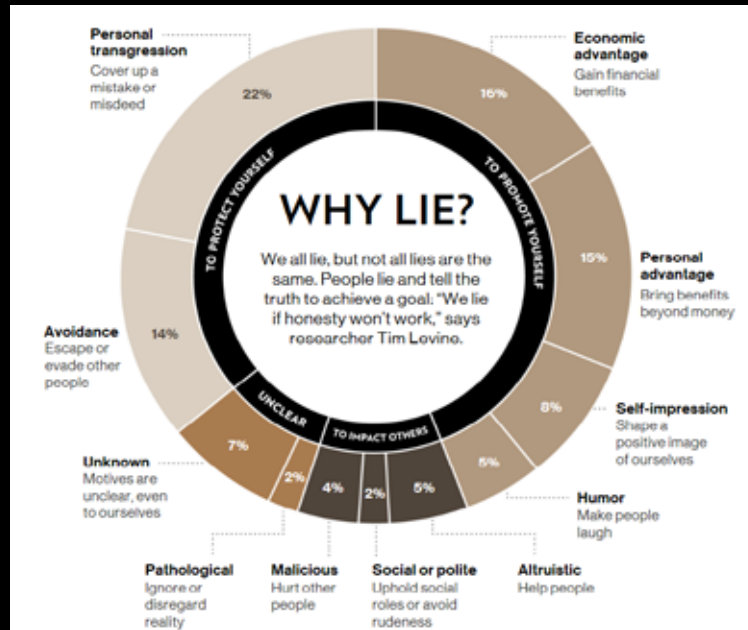 Personal
transgression
Cover up a
mistake or
misdeed
22%
Economic
advantage
Gain financial
benefits
16%
TO PROTECT YOURSELF
TO PROMOTE YOURSELF
WHY LIE?
We all lie, but not all lies are the
same. People lie and tell the
truth to achieve a goal: “We lie
if honesty won’t work,” says
researcher Tim Levine.
15%
Personal
advantage
Bring benefits
beyond money
Avoidance
Escape or
evade other
people
14%
8%
Self-impression
Shape a
positive image
of ourselves
UNCLEAR
TO IMPACT OTHERS
Unknown
Motives are
unclear, even
to ourselves
7%
2%
4%
2%
5%
5%
Humor
Make people
laugh
Pathological
Ignore or
disregard
reality
Malicious
Hurt other
people
Social or polite
Uphold social
roles or avoid
rudeness
Altruistic
Help people